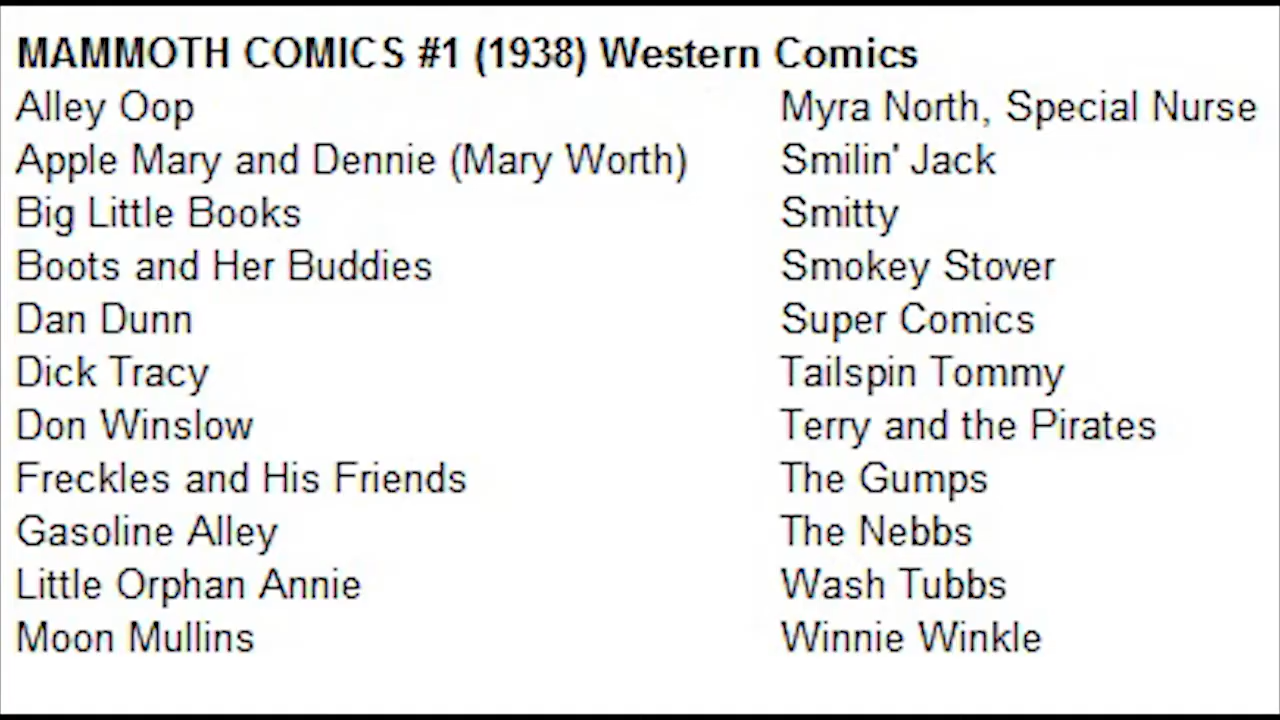 MAMMOTH COMICS #1 (1938) Western Comics
Alley Oop
Apple Mary and Dennie (Mary Worth)
Big Little Books
Boots and Her Buddies
Dan Dunn
Dick Tracy
Don Winslow
Freckles and His Friends
Gasoline Alley
Little Orphan Annie
Moon Mullins
Myra North, Special Nurse
Smilin' Jack
Smitty
Smokey Stover
Super Comics
Tailspin Tommy
Terry and the Pirates
The Gumps
The Nebbs
Wash Tubbs
Winnie Winkle